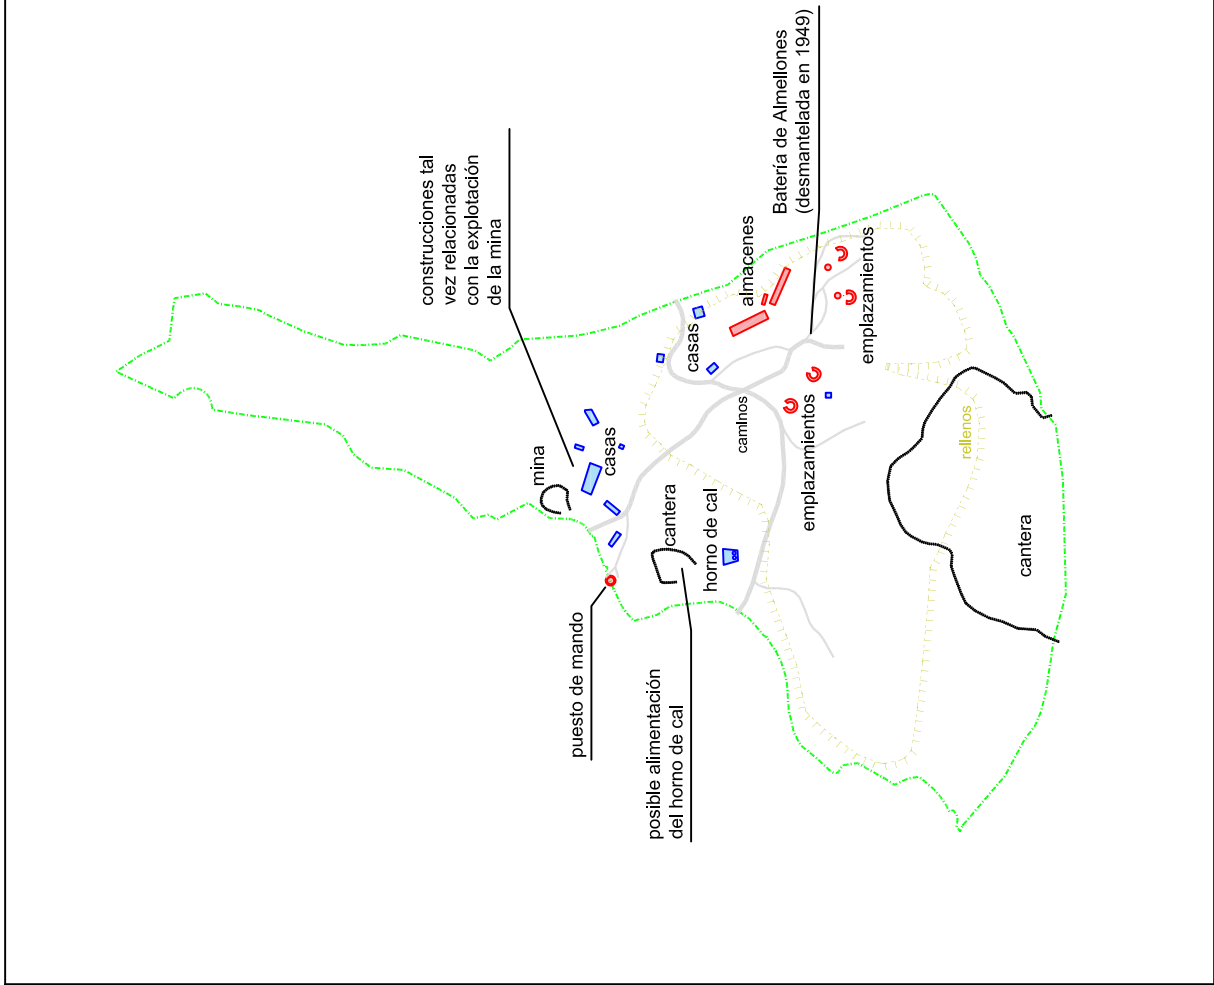 construcciones tal
vez relacionadas
con la explotación
de la mina
Batería de Almellones
(desmantelada en 1949)
almacenes
emplazamientos
casas
mina
casas
caminos
emplazamientos
rellenos
cantera
horno de cal
cantera
puesto de mando
posible alimentación
del horno de cal